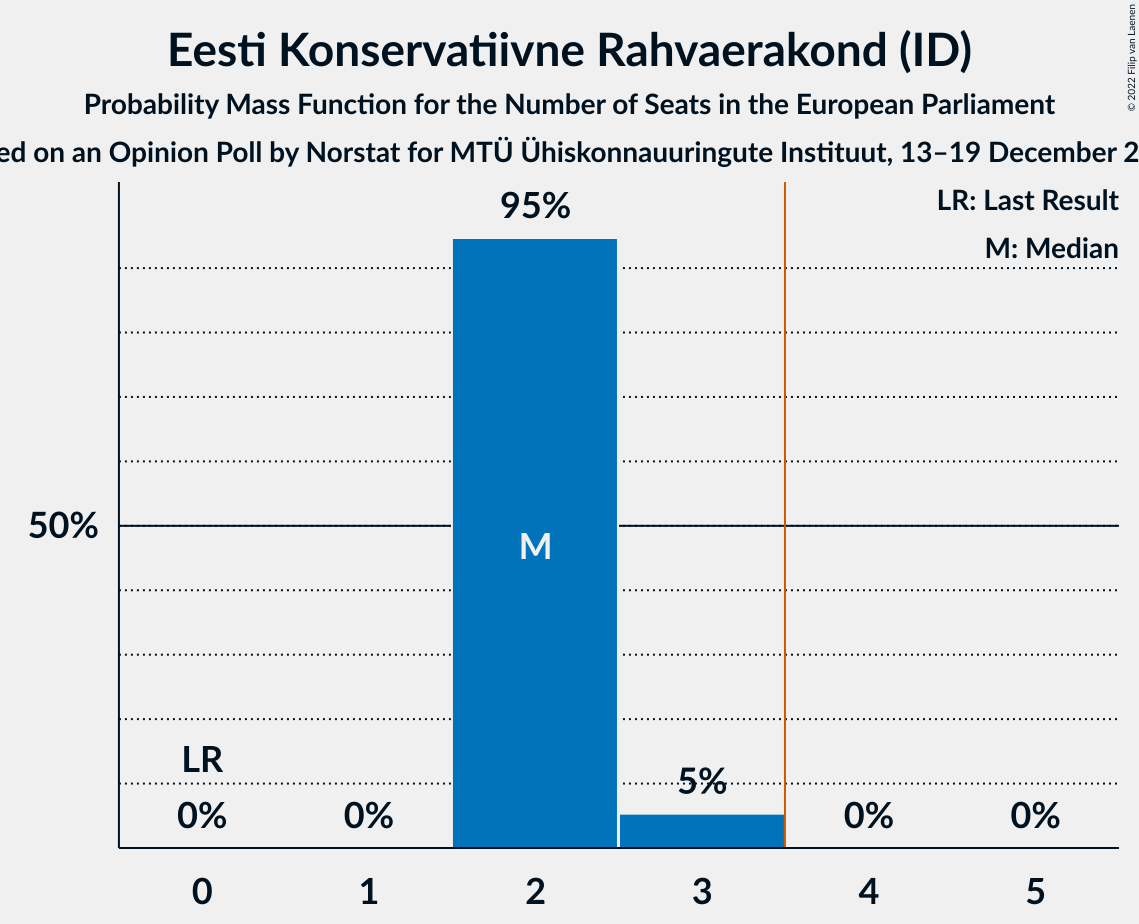 Eesti Konservatiivne Rahvaerakond (ID)
Probability Mass Function for the Number of Seats in the European Parliament
on an Opinion Poll by Norstat for MTÜ Ühiskonnauuringute Instituut, 13–19 December
© 2022 Filip van Laenen
LR: Last Result
M: Median
95%
50%
M
LR
5%
0% 0% 0% 0%
0 1 2 3 4 5